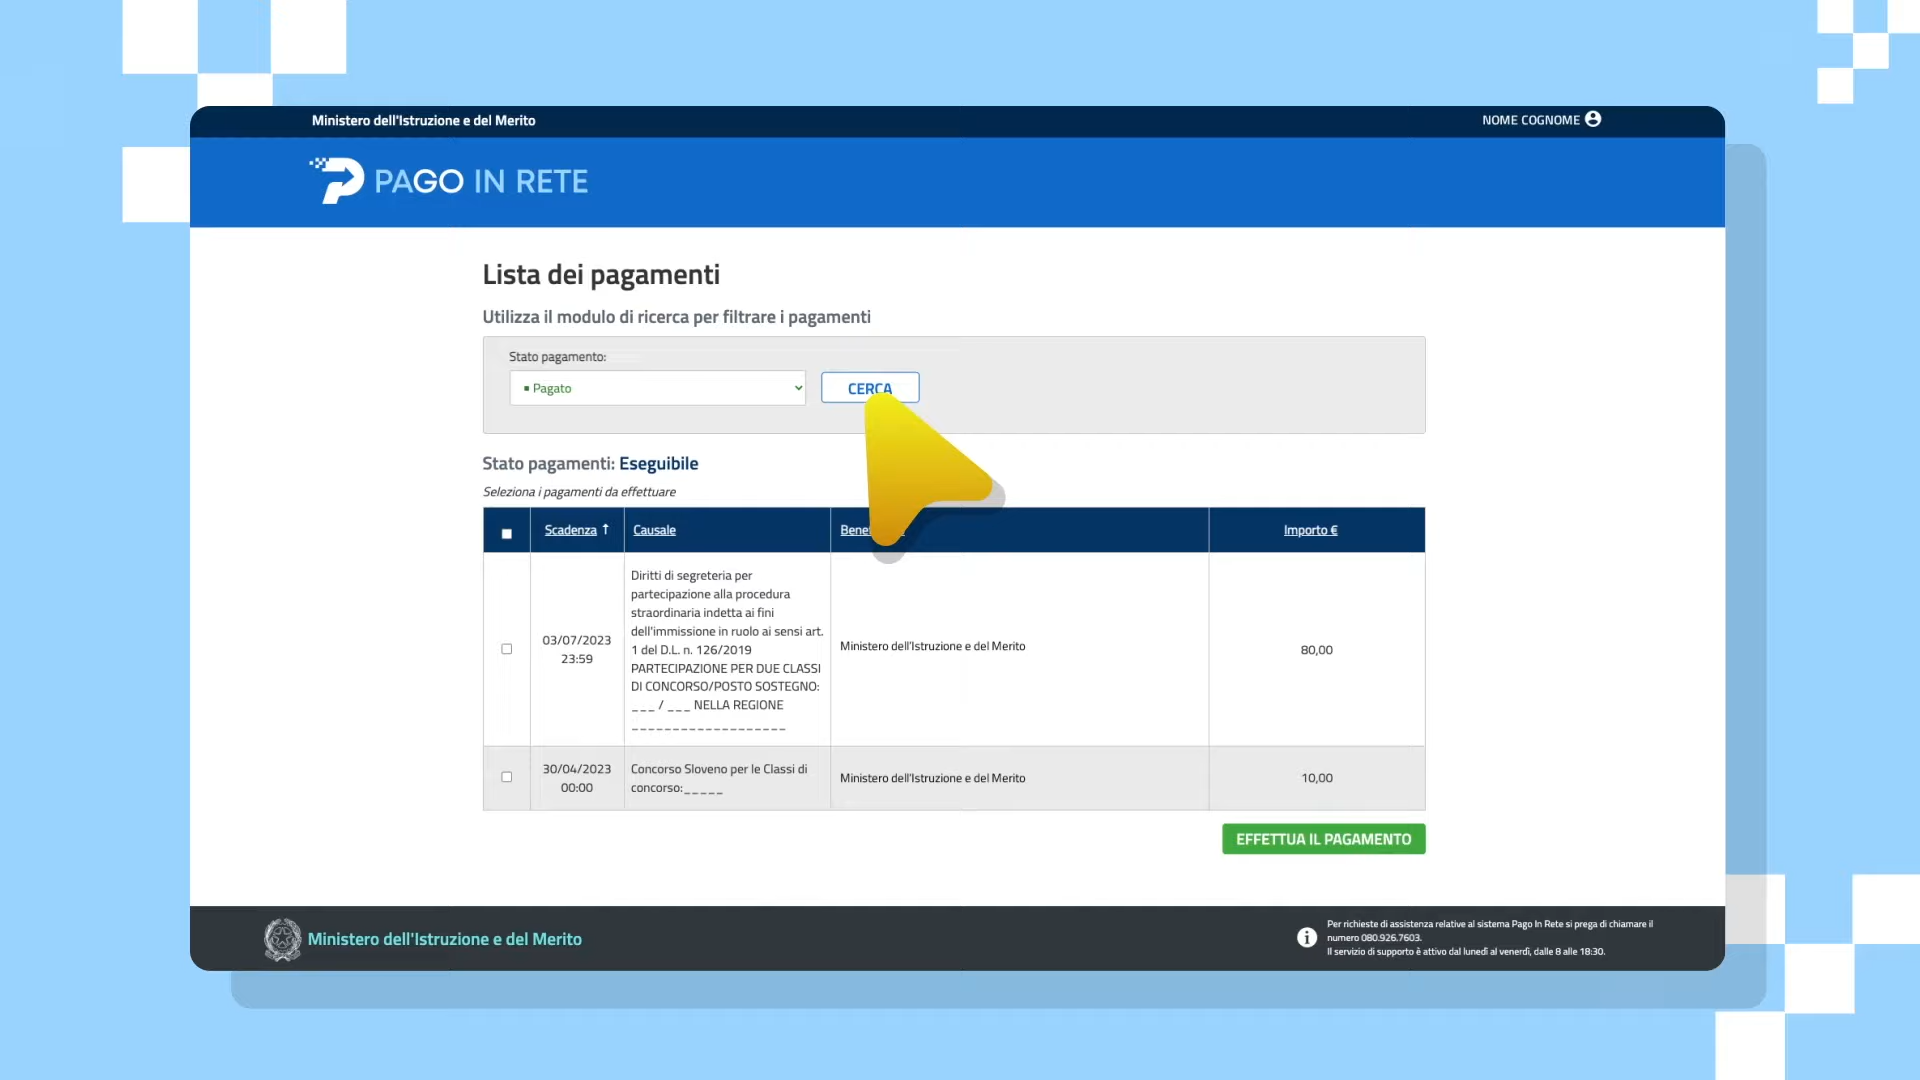 Ministero dell'Istruzione e del Merito
NOME COGNOME
PAGO IN RETE
Lista dei pagamenti
Utilizza il modulo di ricerca per filtrare i pagamenti
Stato pagamento:
Pagato
CERCA
Stato pagamenti: Eseguibile
Seleziona i pagamenti da effettuare
Scadenza ↑ Causale Importo €
Diritti di segreteria per
partecipazione alla procedura
straordinaria indetta ai fini
dell'immissione in ruolo ai sensi art.
1 del D.L. n. 126/2019
PARTECIPAZIONE PER DUE CLASSI
DI CONCORSO/POSTO SOSTEGNO:
___ / ___ NELLA REGIONE
___________________
03/07/2023
23:59
Ministero dell'Istruzione e del Merito
80,00
30/04/2023
00:00
Concorso Sloveno per le Classi di
concorso:_____
Ministero dell'Istruzione e del Merito
10,00
EFFETTUA IL PAGAMENTO
Ministero dell'Istruzione e del Merito
Per richieste di assistenza relative al sistema Pago In Rete si prega di chiamare il
numero 080.926.7603.
Il servizio di supporto è attivo dal lunedì al venerdì, dalle 8 alle 18:30.